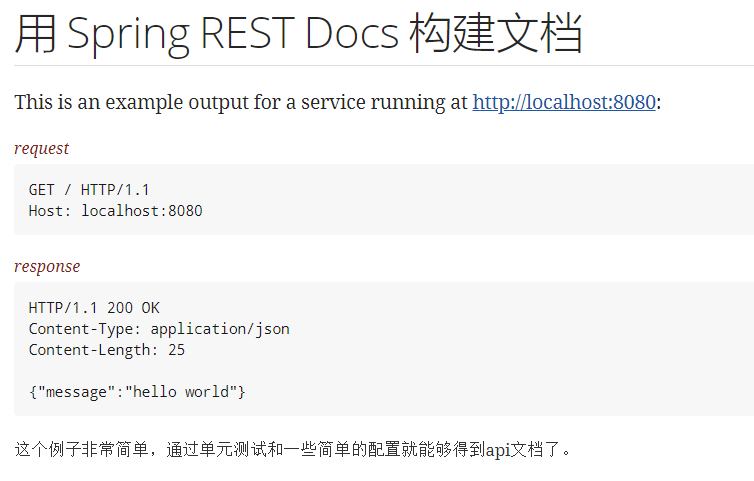 用 Spring REST Docs 构建文档
This is an example output for a service running at http://localhost:8080:
request
GET / HTTP/1.1
Host: localhost:8080
response
HTTP/1.1 200 OK
Content-Type: application/json
Content-Length: 25
{"message":"hello world"}
这个例子非常简单，通过单元测试和一些简单的配置就能够得到api文档了。